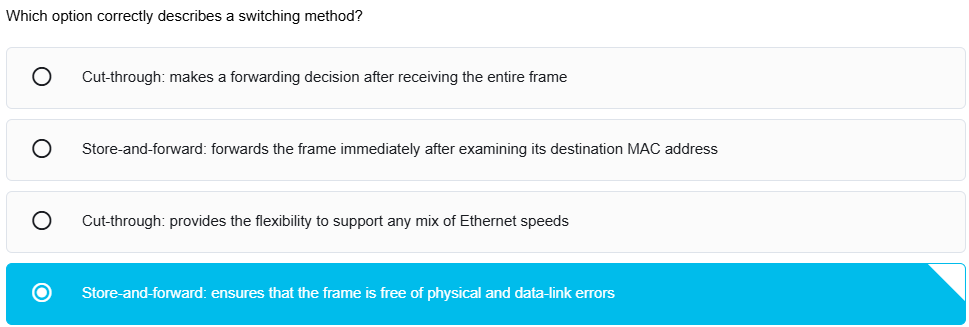 Which option correctly describes a switching method?
Cut-through: makes a forwarding decision after receiving the entire frame
Store-and-forward: forwards the frame immediately after examining its destination MAC address
Cut-through: provides the flexibility to support any mix of Ethernet speeds
Store-and-forward: ensures that the frame is free of physical and data-link errors